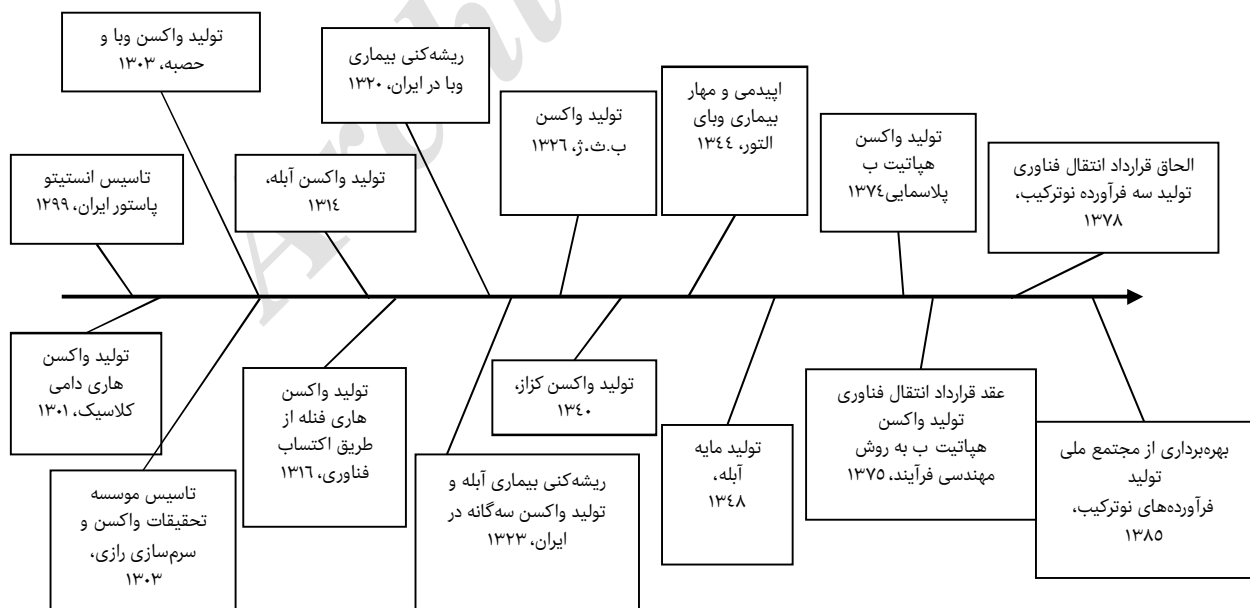 تولید واکسن وبا و
حصبه، ۱۳۰۳
ریشه‌کنی بیماری
وبا در ایران، ۱۳۲۰
تولید واکسن
ب.ث.ژ، ۱۳۲٦
اپیدمی و مهار
بیماری وبای
التور، ۱۳٤٤
تولید واکسن
هپاتیت ب
پلاسمایی۱۳۷٤
الحاق قرارداد انتقال فناوری
تولید سه فرآورده نوترکیب،
۱۳۷۸
تاسیس انستیتو
پاستور ایران، ۱۲۹۹
تولید واکسن آبله،
۱۳۱٤
تولید واکسن
هاری دامی
کلاسیک، ۱۳۰۱
تاسیس موسسه
تحقیقات واکسن و
سرم‌سازی رازی،
۱۳۰۳
تولید واکسن
هاری فنله از
طریق اکتساب
فناوری، ۱۳۱٦
ریشه‌کنی بیماری آبله و
تولید واکسن سه‌گانه در
ایران، ۱۳۲۳
تولید واکسن کزاز،
۱۳٤۰
تولید مایه
آبله،
۱۳٤۸
عقد قرارداد انتقال فناوری
تولید واکسن
هپاتیت ب به روش
مهندسی فرآیند، ۱۳۷٥
بهره‌برداری از مجتمع ملی
تولید
فرآورده‌های نوترکیب،
۱۳۸٥
Archi